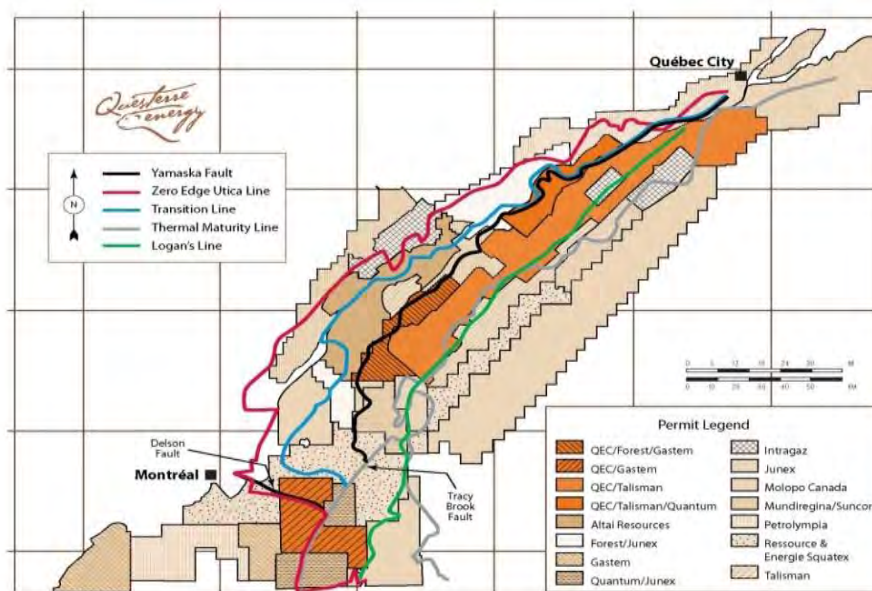 Québec City
Questerre
energy
N
Yamaska Fault
Zero Edge Utica Line
Transition Line
Thermal Maturity Line
Logan's Line
Delson
Fault
Montréal
Tracy
Brook
Fault
Permit Legend
QEC/Forest/Gastem
QEC/Gastem
QEC/Talisman
QEC/Talisman/Quantum
Altai Resources
Forest/Junex
Gastem
Quantum/Junex
Intragaz
Junex
Molopo Canada
Mundiregina/Suncor
Petrolympia
Ressource &
Energie Squatex
Talisman